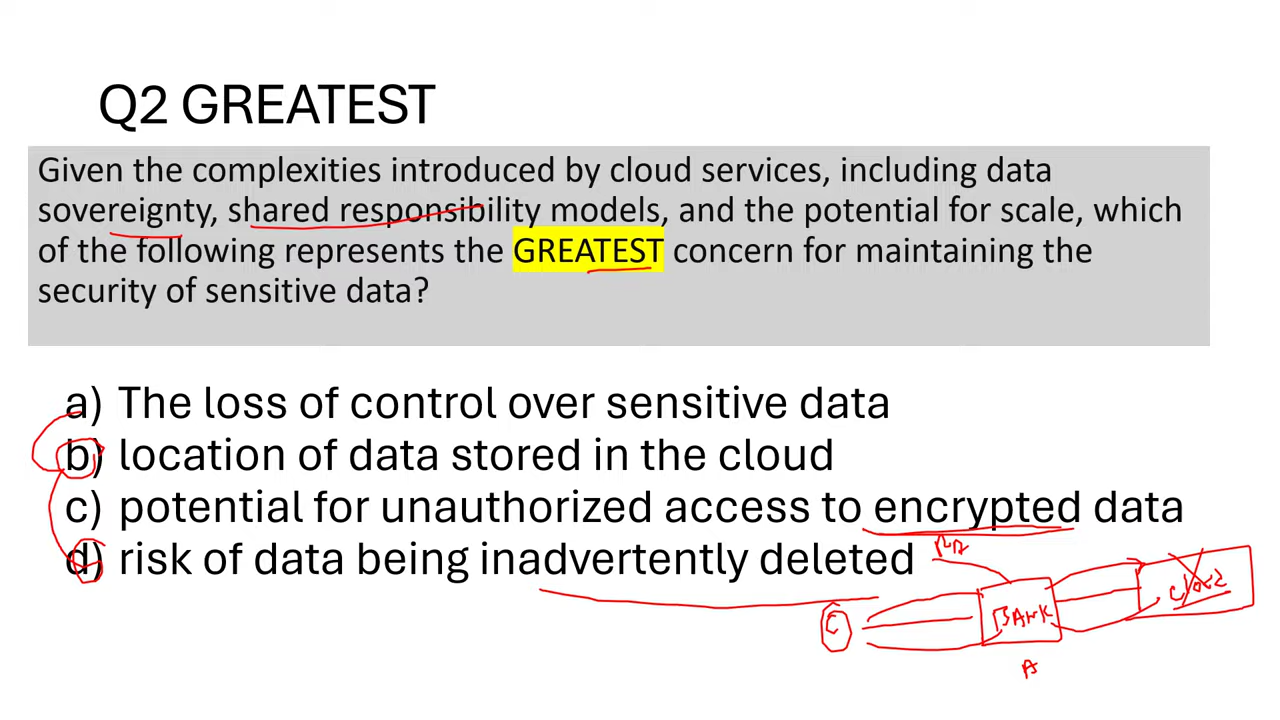 Q2 GREATEST
Given the complexities introduced by cloud services, including data
sovereignty, shared responsibility models, and the potential for scale, which
of the following represents the GREATEST concern for maintaining the
security of sensitive data?
a) The loss of control over sensitive data
b) location of data stored in the cloud
c) potential for unauthorized access to encrypted data
d) risk of data being inadvertently deleted
C
BANK
A